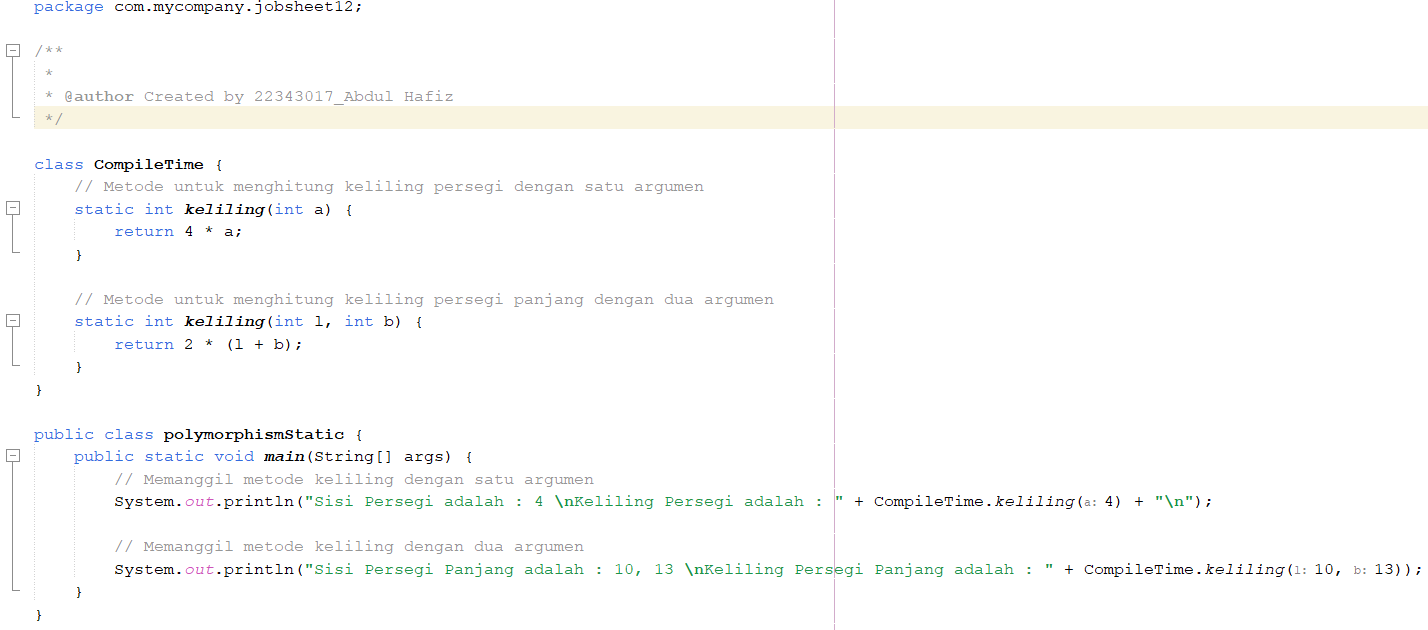 package com.mycompany.jobsheet12;
/**
 *
 * @author Created by 22343017_Abdul Hafiz
 */
class CompileTime {
    // Metode untuk menghitung keliling persegi dengan satu argumen
    static int keliling(int a) {
        return 4 * a;
    }
    // Metode untuk menghitung keliling persegi panjang dengan dua argumen
    static int keliling(int l, int b) {
        return 2 * (l + b);
    }
}
public class polymorphismStatic {
    public static void main(String[] args) {
        // Memanggil metode keliling dengan satu argumen
        System.out.println("Sisi Persegi adalah : 4 \nKeliling Persegi adalah : " + CompileTime.keliling(a: 4) + "\n");
        // Memanggil metode keliling dengan dua argumen
        System.out.println("Sisi Persegi Panjang adalah : 10, 13 \nKeliling Persegi Panjang adalah : " + CompileTime.keliling(l: 10, b: 13));
    }
}